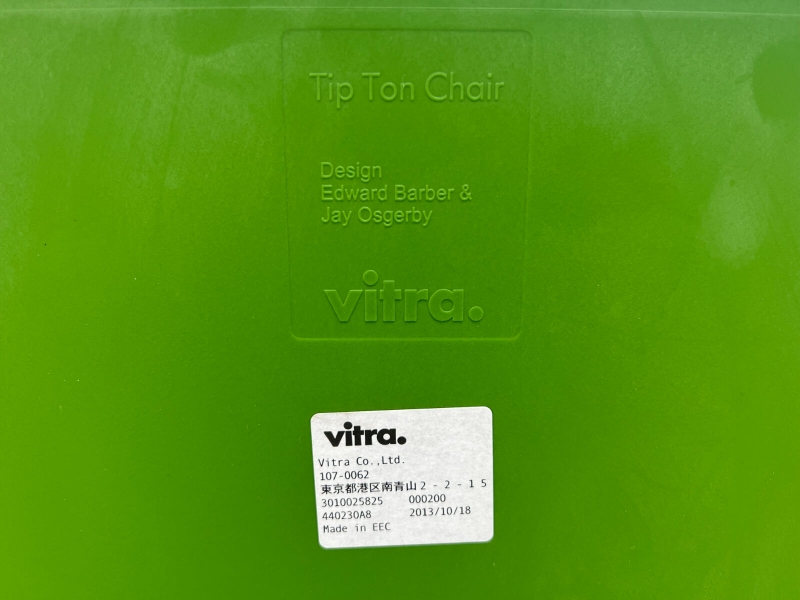 Tip Ton Chair
Design
Edward Barber &
Jay Osgerby
vitra.
vitra.
Vitra Co.,Ltd.
107-0062
東京都港区南青山2-2-15
3010025825 000200
440230A8 2013/10/18
Made in EEC